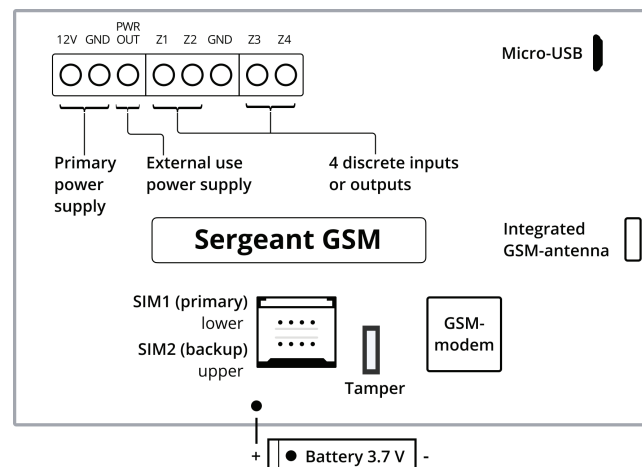 PWR
12V GND OUT Z1 Z2 GND Z3 Z4
Micro-USB
Primary
power
supply
External use
power supply
4 discrete inputs
or outputs
Sergeant GSM
Integrated
GSM-antenna
SIM1 (primary)
lower
SIM2 (backup)
upper
Tamper
GSM-
modem
+ Battery 3.7 V -